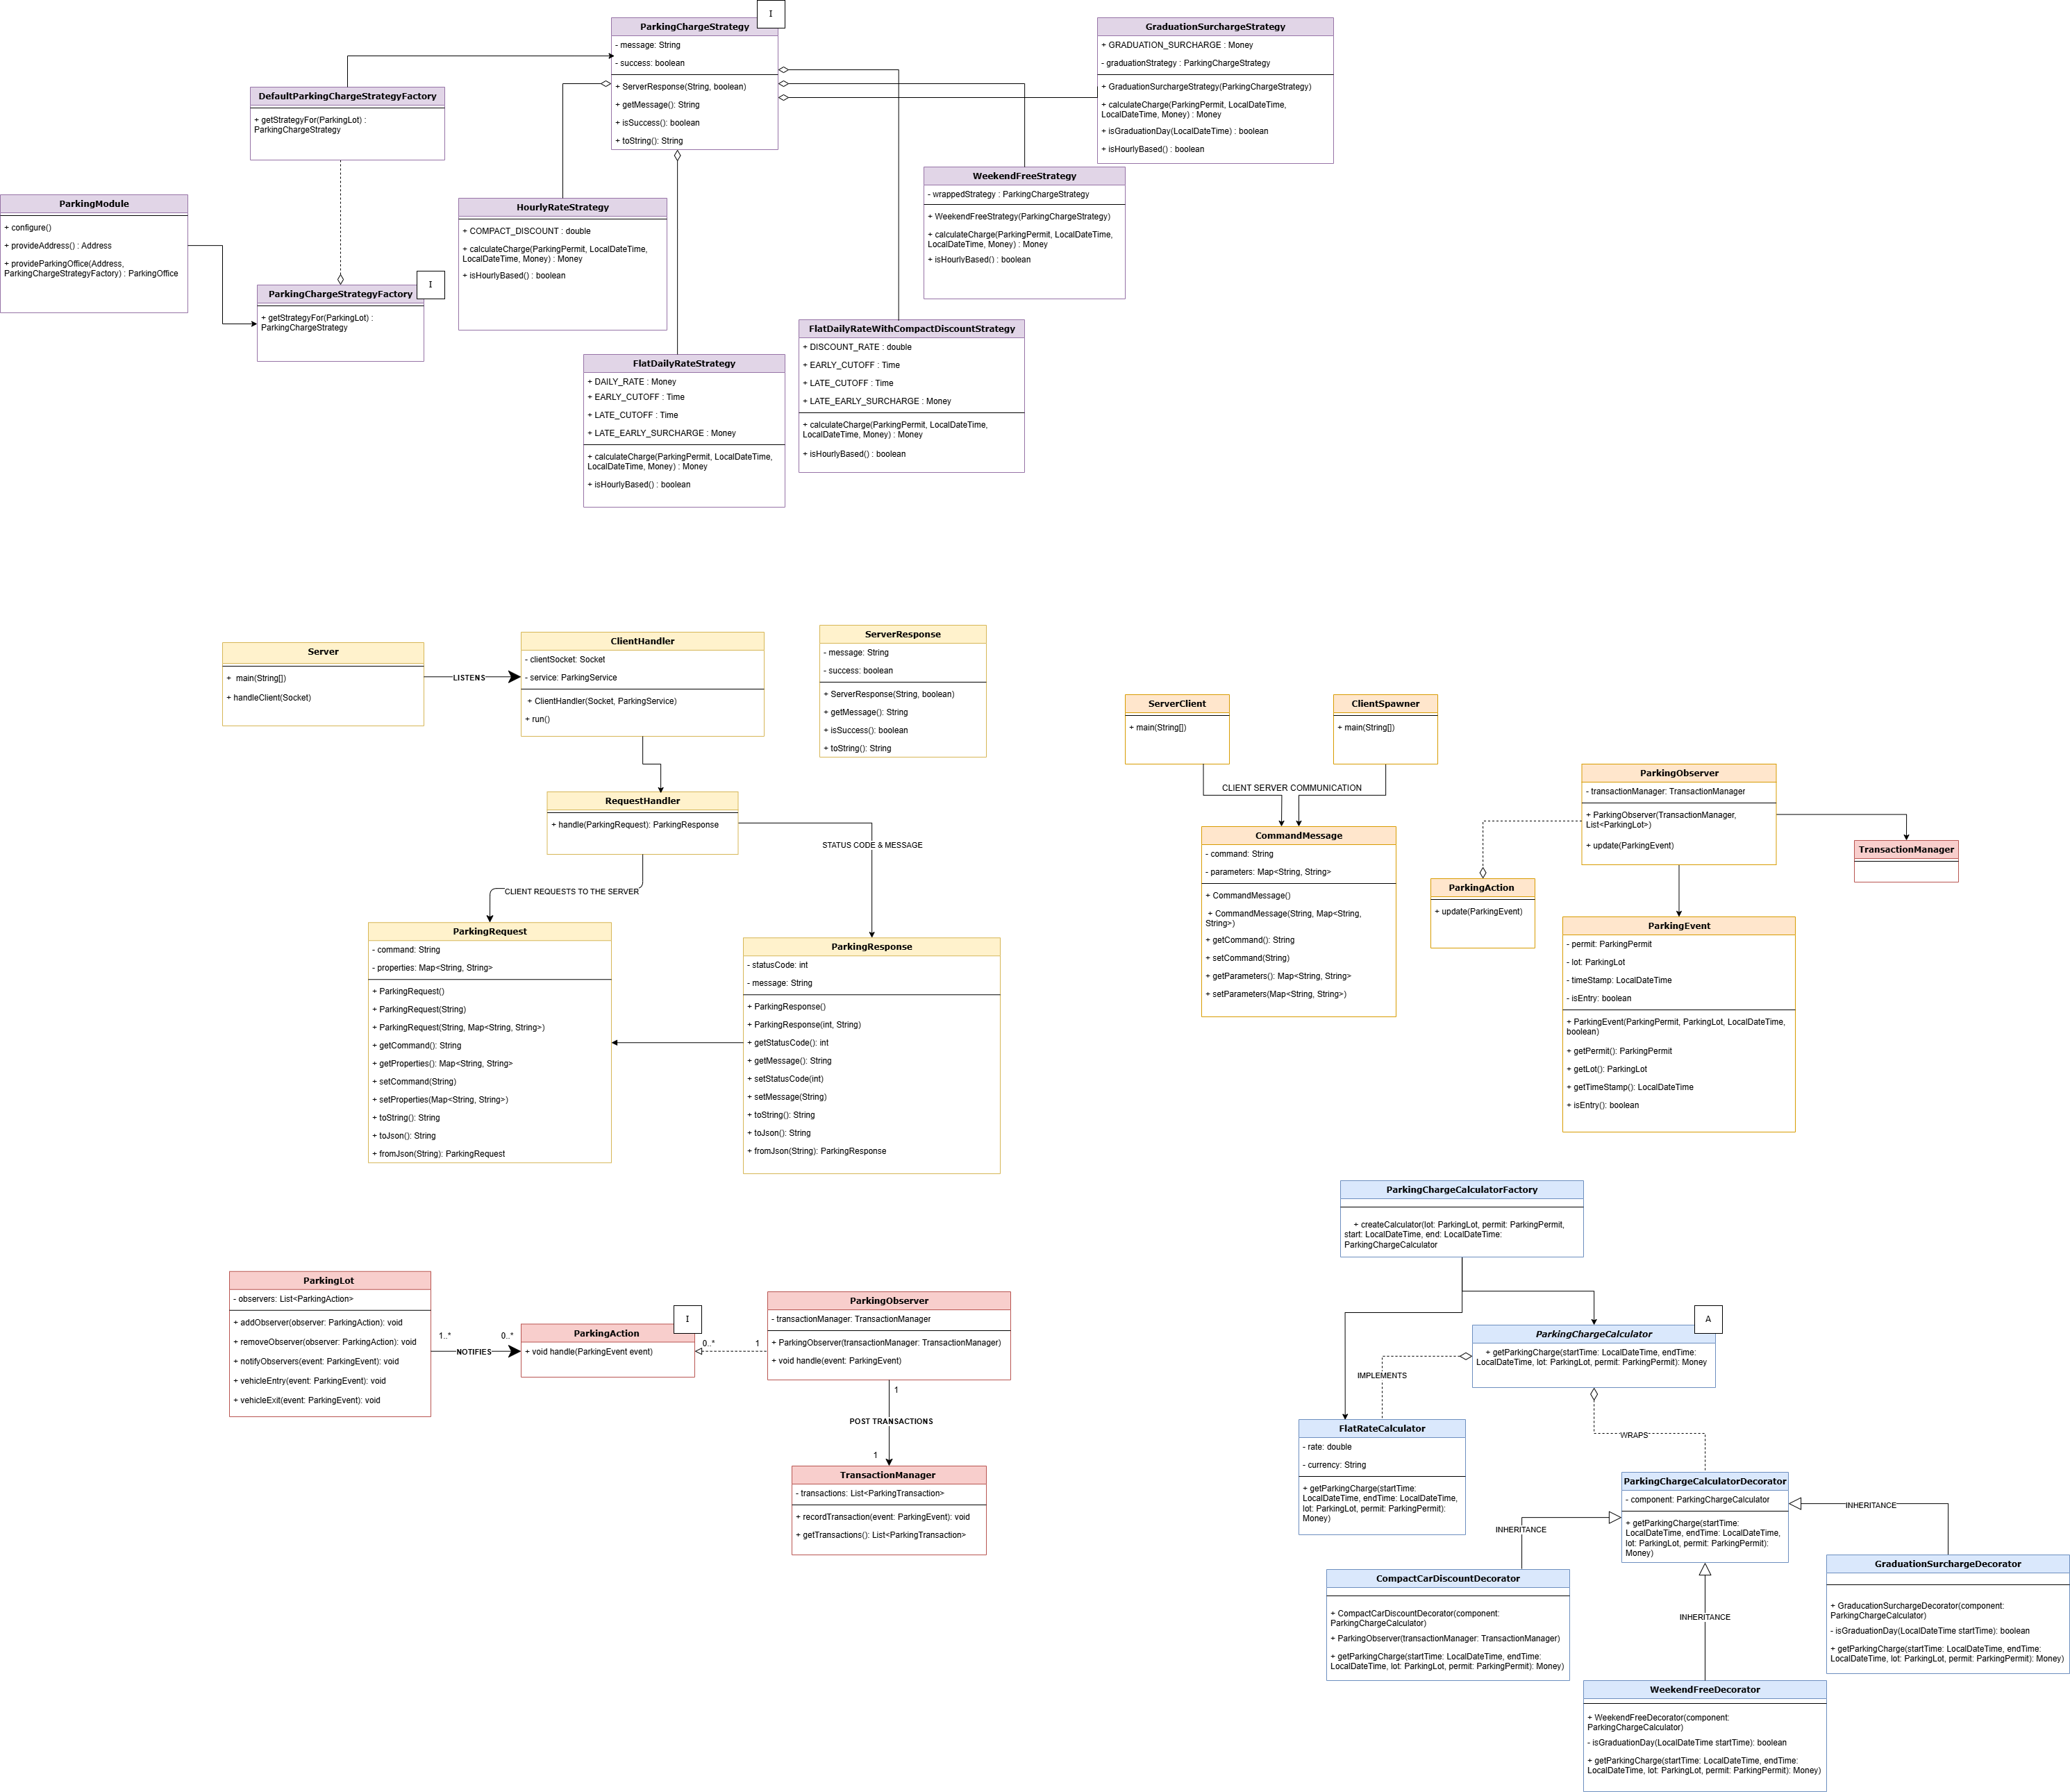 I
ParkingChargeStrategy
- message: String
- success: boolean
+ ServerResponse(String, boolean)
+ getMessage(): String
+ isSuccess(): boolean
+ toString(): String
GraduationSurchargeStrategy
+ GRADUATION_SURCHARGE : Money
- graduationStrategy : ParkingChargeStrategy
+ GraduationSurchargeStrategy(ParkingChargeStrategy)
+ calculateCharge(ParkingPermit, LocalDateTime,
LocalDateTime, Money) : Money
+ isGraduationDay(LocalDateTime) : boolean
+ isHourlyBased() : boolean
DefaultParkingChargeStrategyFactory
+ getStrategyFor(ParkingLot) :
ParkingChargeStrategy
WeekendFreeStrategy
- wrappedStrategy : ParkingChargeStrategy
+ WeekendFreeStrategy(ParkingChargeStrategy)
+ calculateCharge(ParkingPermit, LocalDateTime,
LocalDateTime, Money) : Money
+ isHourlyBased() : boolean
ParkingModule
+ configure()
+ provideAddress() : Address
+ provideParkingOffice(Address,
ParkingChargeStrategyFactory) : ParkingOffice
HourlyRateStrategy
+ COMPACT_DISCOUNT : double
+ calculateCharge(ParkingPermit, LocalDateTime,
LocalDateTime, Money) : Money
+ isHourlyBased() : boolean
I
ParkingChargeStrategyFactory
+ getStrategyFor(ParkingLot) :
ParkingChargeStrategy
FlatDailyRateWithCompactDiscountStrategy
+ DISCOUNT_RATE : double
+ EARLY_CUTOFF : Time
+ LATE_CUTOFF : Time
+ LATE_EARLY_SURCHARGE : Money
+ calculateCharge(ParkingPermit, LocalDateTime,
LocalDateTime, Money) : Money
+ isHourlyBased() : boolean
FlatDailyRateStrategy
+ DAILY_RATE : Money
+ EARLY_CUTOFF : Time
+ LATE_CUTOFF : Time
+ LATE_EARLY_SURCHARGE : Money
+ calculateCharge(ParkingPermit, LocalDateTime,
LocalDateTime, Money) : Money
+ isHourlyBased() : boolean
Server
+ main(String[])
+ handleClient(Socket)
LISTENS
ClientHandler
- clientSocket: Socket
- service: ParkingService
+ ClientHandler(Socket, ParkingService)
+ run()
ServerResponse
- message: String
- success: boolean
+ ServerResponse(String, boolean)
+ getMessage(): String
+ isSuccess(): boolean
+ toString(): String
RequestHandler
+ handle(ParkingRequest): ParkingResponse
STATUS CODE & MESSAGE
CLIENT REQUESTS TO THE SERVER
ParkingRequest
- command: String
- properties: Map<String, String>
+ ParkingRequest()
+ ParkingRequest(String)
+ ParkingRequest(String, Map<String, String>)
+ getCommand(): String
+ getProperties(): Map<String, String>
+ setCommand(String)
+ setProperties(Map<String, String>)
+ toString(): String
+ toJson(): String
+ fromJson(String): ParkingRequest
ParkingResponse
- statusCode: int
- message: String
+ ParkingResponse()
+ ParkingResponse(int, String)
+ getStatusCode(): int
+ getMessage(): String
+ setStatusCode(int)
+ setMessage(String)
+ toString(): String
+ toJson(): String
+ fromJson(String): ParkingResponse
ServerClient
+ main(String[])
ClientSpawner
+ main(String[])
CLIENT SERVER COMMUNICATION
CommandMessage
- command: String
- parameters: Map<String, String>
+ CommandMessage()
+ CommandMessage(String, Map<String,
String>)
+ getCommand(): String
+ setCommand(String)
+ getParameters(): Map<String, String>
+ setParameters(Map<String, String>)
ParkingObserver
- transactionManager: TransactionManager
+ ParkingObserver(TransactionManager,
List<ParkingLot>)
+ update(ParkingEvent)
TransactionManager
ParkingAction
+ update(ParkingEvent)
ParkingEvent
- permit: ParkingPermit
- lot: ParkingLot
- timeStamp: LocalDateTime
- isEntry: boolean
+ ParkingEvent(ParkingPermit, ParkingLot, LocalDateTime,
boolean)
+ getPermit(): ParkingPermit
+ getLot(): ParkingLot
+ getTimeStamp(): LocalDateTime
+ isEntry(): boolean
ParkingLot
- observers: List<ParkingAction>
+ addObserver(observer: ParkingAction): void
+ removeObserver(observer: ParkingAction): void
+ notifyObservers(event: ParkingEvent): void
+ vehicleEntry(event: ParkingEvent): void
+ vehicleExit(event: ParkingEvent): void
1..*
0..*
NOTIFIES
I
ParkingAction
+ void handle(ParkingEvent event)
0..*
1
ParkingObserver
- transactionManager: TransactionManager
+ ParkingObserver(transactionManager: TransactionManager)
+ void handle(event: ParkingEvent)
1
POST TRANSACTIONS
1
TransactionManager
- transactions: List<ParkingTransaction>
+ recordTransaction(event: ParkingEvent): void
+ getTransactions(): List<ParkingTransaction>
ParkingChargeCalculatorFactory
+ createCalculator(lot: ParkingLot, permit: ParkingPermit,
start: LocalDateTime, end: LocalDateTime:
ParkingChargeCalculator
A
ParkingChargeCalculator
+ getParkingCharge(startTime: LocalDateTime, endTime:
LocalDateTime, lot: ParkingLot, permit: ParkingPermit): Money
IMPLEMENTS
FlatRateCalculator
- rate: double
- currency: String
+ getParkingCharge(startTime:
LocalDateTime, endTime: LocalDateTime,
lot: ParkingLot, permit: ParkingPermit):
Money)
WRAPS
ParkingChargeCalculatorDecorator
- component: ParkingChargeCalculator
+ getParkingCharge(startTime:
LocalDateTime, endTime: LocalDateTime,
lot: ParkingLot, permit: ParkingPermit):
Money)
INHERITANCE
INHERITANCE
INHERITANCE
CompactCarDiscountDecorator
+ CompactCarDiscountDecorator(component:
ParkingChargeCalculator)
+ ParkingObserver(transactionManager: TransactionManager)
+ getParkingCharge(startTime: LocalDateTime, endTime:
LocalDateTime, lot: ParkingLot, permit: ParkingPermit): Money)
GraduationSurchargeDecorator
+ GraducationSurchargeDecorator(component:
ParkingChargeCalculator)
- isGraduationDay(LocalDateTime startTime): boolean
+ getParkingCharge(startTime: LocalDateTime, endTime:
LocalDateTime, lot: ParkingLot, permit: ParkingPermit): Money)
WeekendFreeDecorator
+ WeekendFreeDecorator(component:
ParkingChargeCalculator)
- isGraduationDay(LocalDateTime startTime): boolean
+ getParkingCharge(startTime: LocalDateTime, endTime:
LocalDateTime, lot: ParkingLot, permit: ParkingPermit): Money)